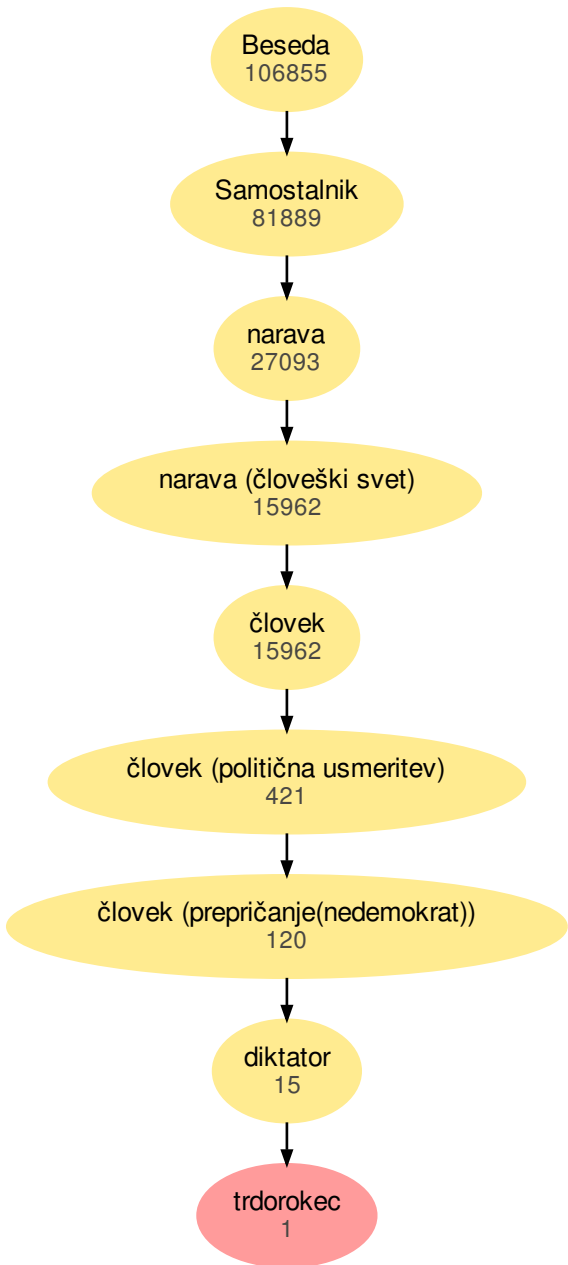 Beseda
106855
Samostalnik
81889
narava
27093
narava (človeški svet)
15962
človek
15962
človek (politična usmeritev)
421
človek (prepričanje(nedemokrat))
120
diktator
15
trdorokec
1